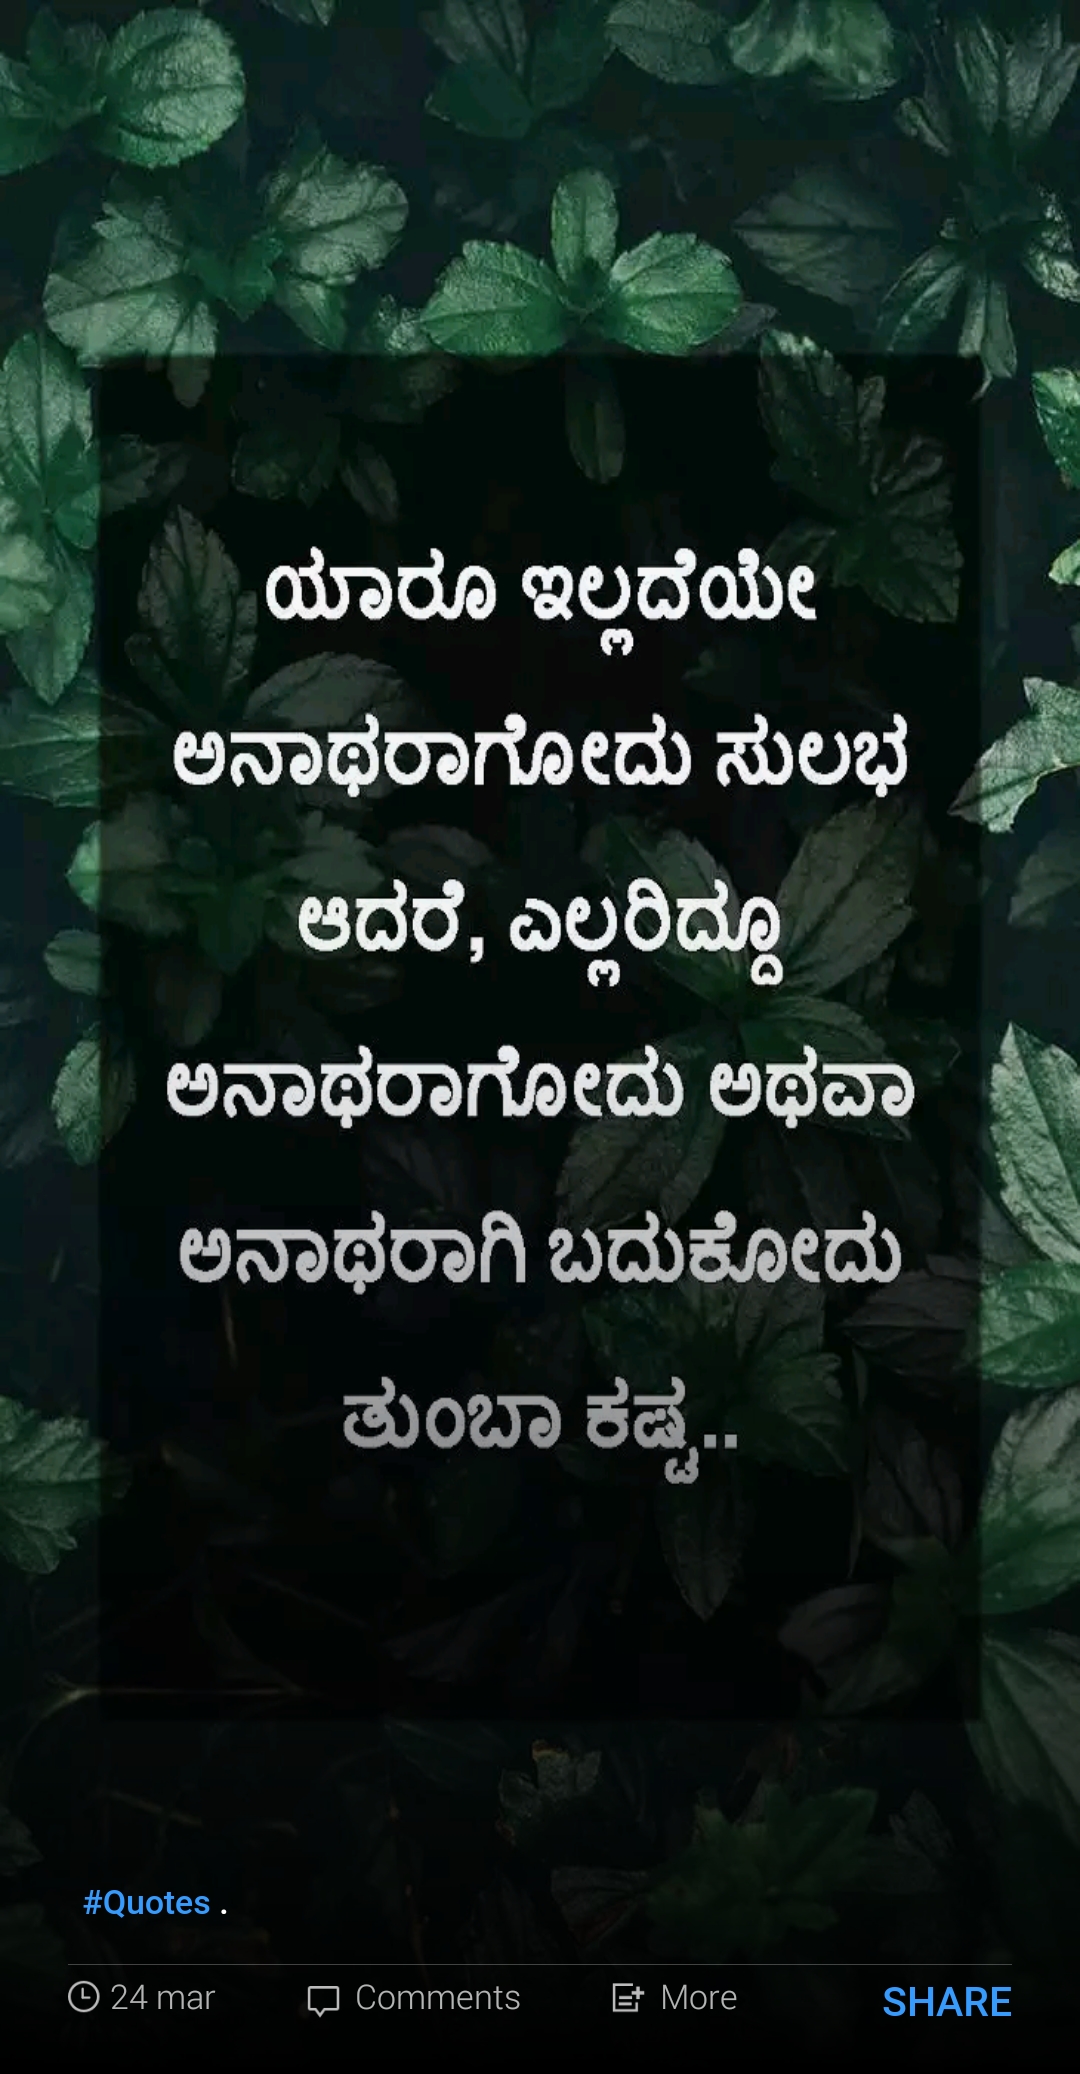 ಯಾರೂ ಇಲ್ಲದೆಯೇ
ಅನಾಥರಾಗೋದು ಸುಲಭ
ಆದರೆ, ಎಲ್ಲರಿದ್ದೂ
ಅನಾಥರಾಗೋದು ಅಥವಾ
ಅನಾಥರಾಗಿ ಬದುಕೋದು
ತುಂಬಾ ಕಷ್ಟ..
#Quotes .
24 mar Comments More SHARE